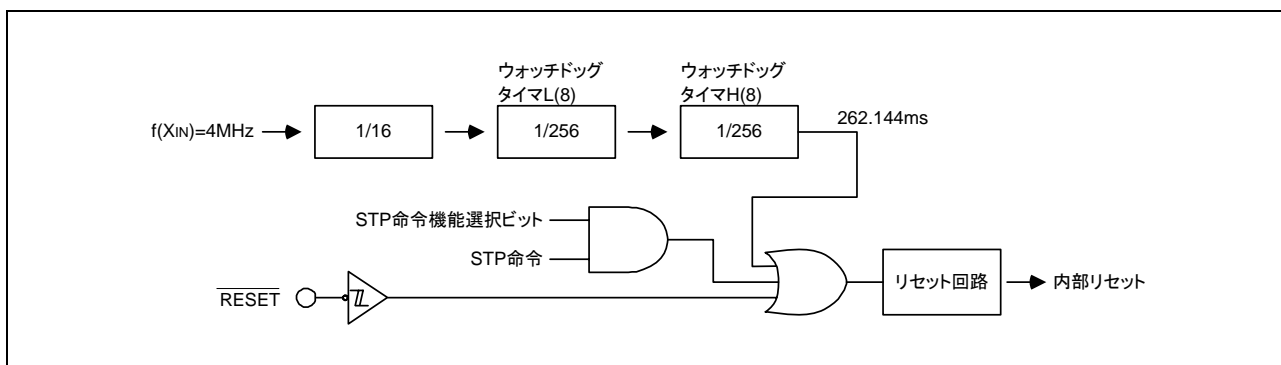 ウォッチドッグ
タイマL(8)
ウォッチドッグ
タイマH(8)
f(XIN)=4MHz
1/16
1/256
1/256
262.144ms
STP命令機能選択ビット
STP命令
RESET
リセット回路
内部リセット